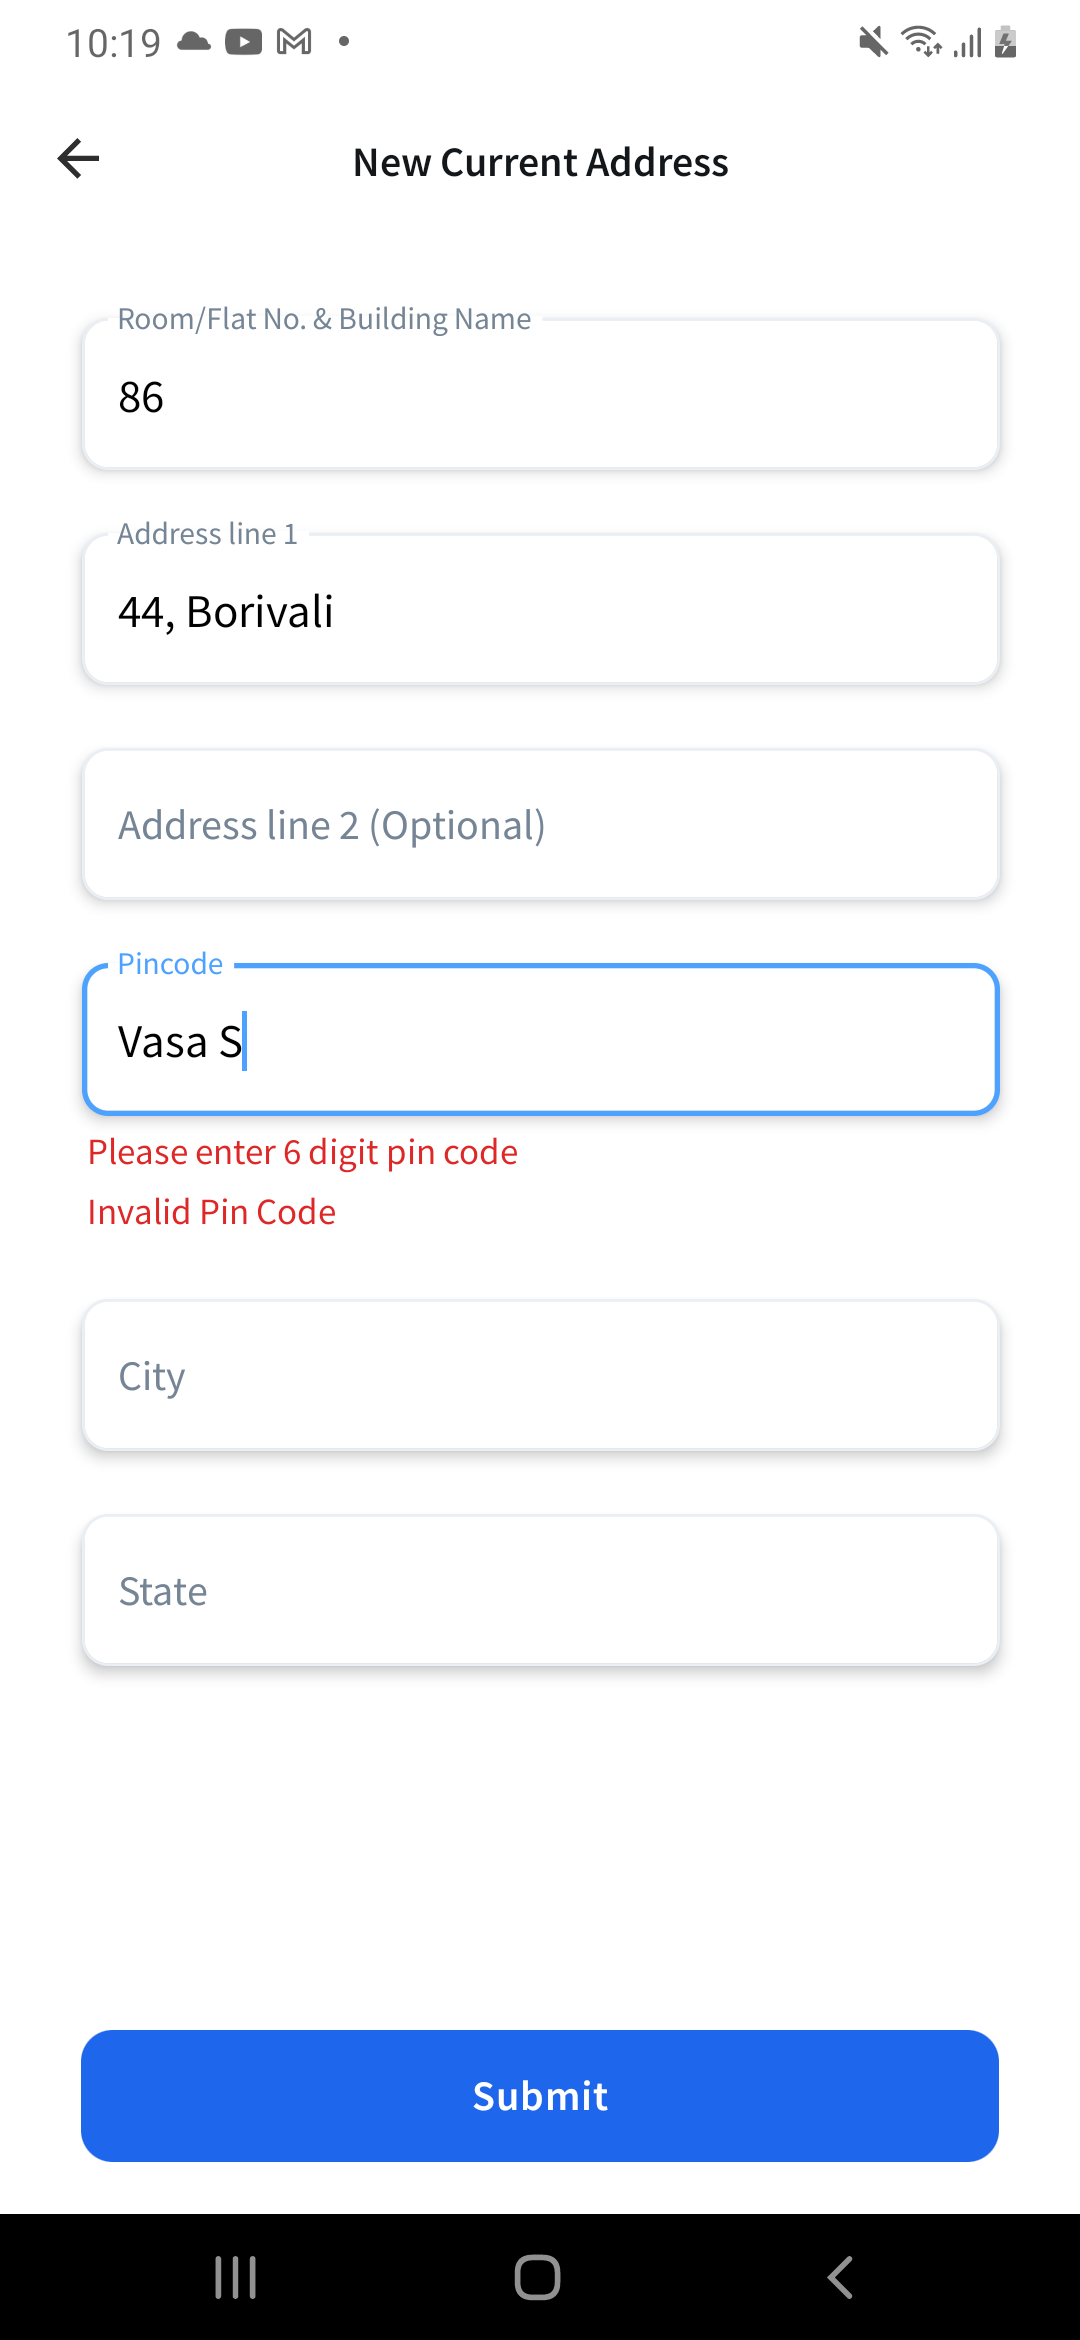 10:19
New Current Address
Room/Flat No. & Building Name
86
Address line 1
44, Borivali
Address line 2 (Optional)
Pincode
Vasa S
Please enter 6 digit pin code
Invalid Pin Code
City
State
Submit